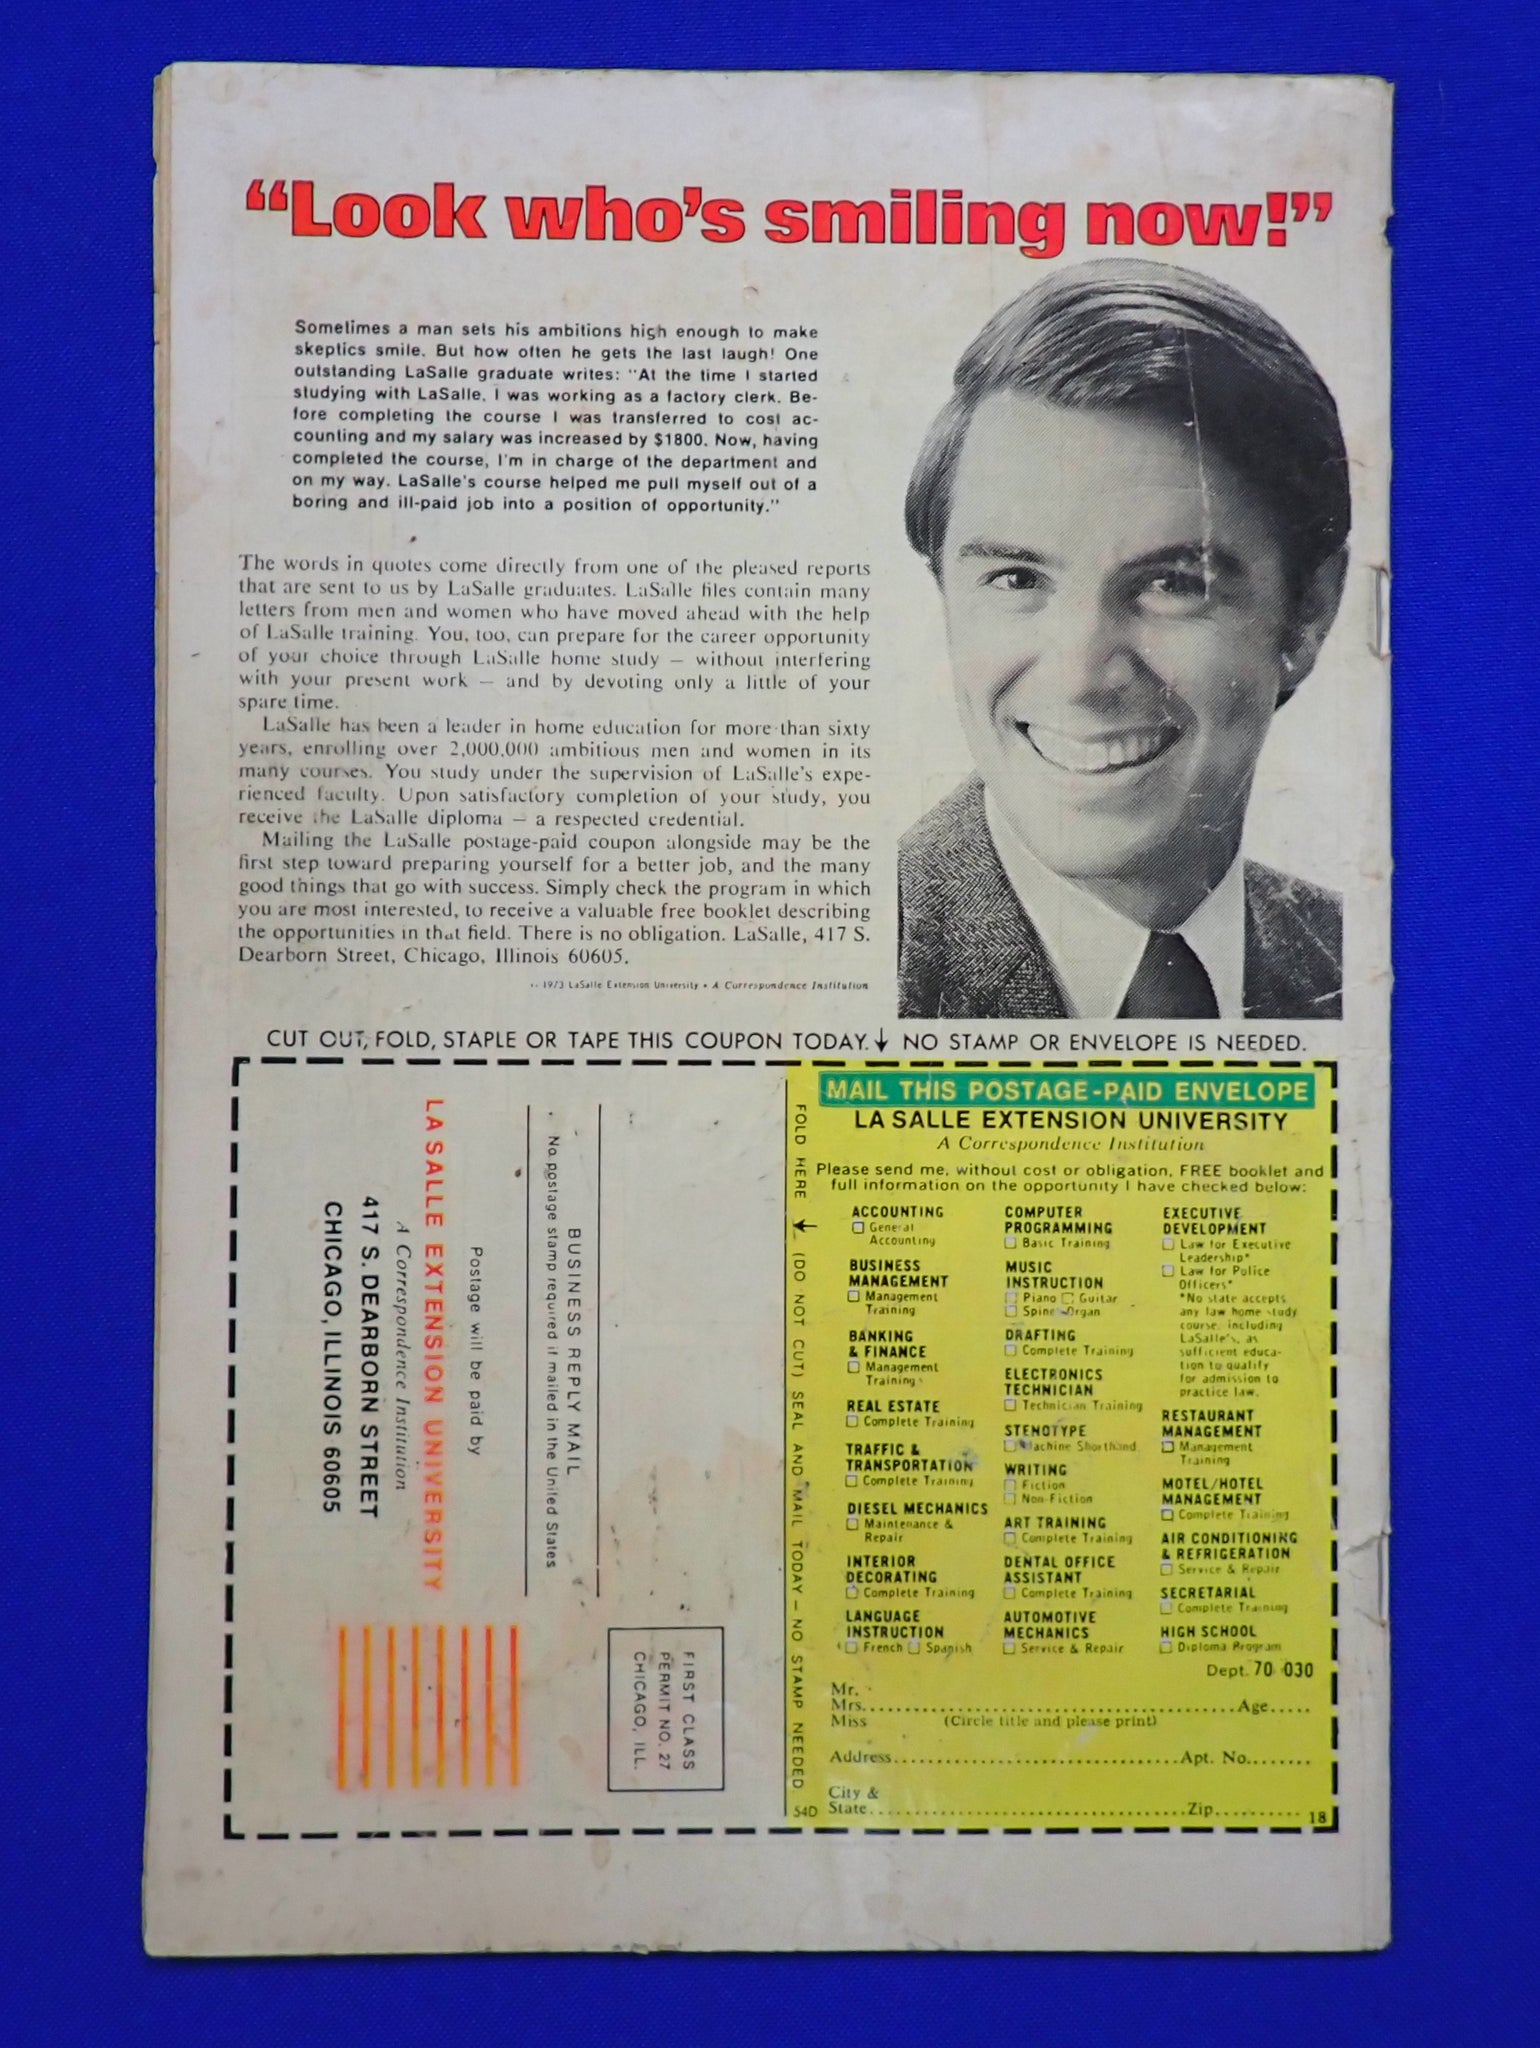 “Look who’s smiling now!”
Sometimes a man sets his ambitions high enough to make
skeptics smile. But how often he gets the last laugh! One
outstanding LaSalle graduate writes: “At the time I started
studying with LaSalle, I was working as a factory clerk. Be-
fore completing the course I was transferred to cost ac-
counting and my salary was increased by $1800. Now, having
completed the course, I’m in charge of the department and
on my way. LaSalle’s course helped me pull myself out of a
boring and ill-paid job into a position of opportunity.”
The words in quotes come directly from one of the pleased reports
that are sent to us by LaSalle graduates. LaSalle files contain many
letters from men and women who have moved ahead with the help
of LaSalle training. You, too, can prepare for the career opportunity
of your choice through LaSalle home study — without interfering
with your present work — and by devoting only a little of your
spare time.
LaSalle has been a leader in home education for more than sixty
years, enrolling over 2,000,000 ambitious men and women in its
many courses. You study under the supervision of LaSalle’s expe-
rienced faculty. Upon satisfactory completion of your study, you
receive the LaSalle diploma — a respected credential.
Mailing the LaSalle postage-paid coupon alongside may be the
first step toward preparing yourself for a better job, and the many
good things that go with success. Simply check the program in which
you are most interested, to receive a valuable free booklet describing
the opportunities in that field. There is no obligation. LaSalle, 417 S.
Dearborn Street, Chicago, Illinois 60605.
1973 LaSalle Extension University • A Correspondence Institution
CUT OUT, FOLD, STAPLE OR TAPE THIS COUPON TODAY. ↓ NO STAMP OR ENVELOPE IS NEEDED.
FIRST CLASS
PERMIT NO. 27
CHICAGO, ILL.
BUSINESS REPLY MAIL
No postage stamp required if mailed in the United States
Postage will be paid by
LA SALLE EXTENSION UNIVERSITY
A Correspondence Institution
417 S. DEARBORN STREET
CHICAGO, ILLINOIS 60605
FOLD HERE ← (DO NOT CUT) SEAL AND MAIL TODAY — NO STAMP NEEDED
54D
MAIL THIS POSTAGE-PAID ENVELOPE
LA SALLE EXTENSION UNIVERSITY
A Correspondence Institution
Please send me, without cost or obligation, FREE booklet and
full information on the opportunity I have checked below:
ACCOUNTING
☐ General
Accounting
BUSINESS
MANAGEMENT
☐ Management
Training
BANKING
& FINANCE
☐ Management
Training
REAL ESTATE
☐ Complete Training
TRAFFIC &
TRANSPORTATION
☐ Complete Training
DIESEL MECHANICS
☐ Maintenance &
Repair
INTERIOR
DECORATING
☐ Complete Training
LANGUAGE
INSTRUCTION
☐ French ☐ Spanish
COMPUTER
PROGRAMMING
☐ Basic Training
MUSIC
INSTRUCTION
☐ Piano ☐ Guitar
☐ Spinet Organ
DRAFTING
☐ Complete Training
ELECTRONICS
TECHNICIAN
☐ Technician Training
STENOTYPE
☐ Machine Shorthand
WRITING
☐ Fiction
☐ Non-Fiction
ART TRAINING
☐ Complete Training
DENTAL OFFICE
ASSISTANT
☐ Complete Training
AUTOMOTIVE
MECHANICS
☐ Service & Repair
EXECUTIVE
DEVELOPMENT
☐ Law for Executive
Leadership*
☐ Law for Police
Officers*
*No state accepts
any law home study
course, including
LaSalle’s, as
sufficient educa-
tion to qualify
for admission to
practice law.
RESTAURANT
MANAGEMENT
☐ Management
Training
MOTEL/HOTEL
MANAGEMENT
☐ Complete Training
AIR CONDITIONING
& REFRIGERATION
☐ Service & Repair
SECRETARIAL
☐ Complete Training
HIGH SCHOOL
☐ Diploma Program
Dept. 70 030
Mr.
Mrs. Age
Miss (Circle title and please print)
Address Apt. No.
City &
State Zip
18